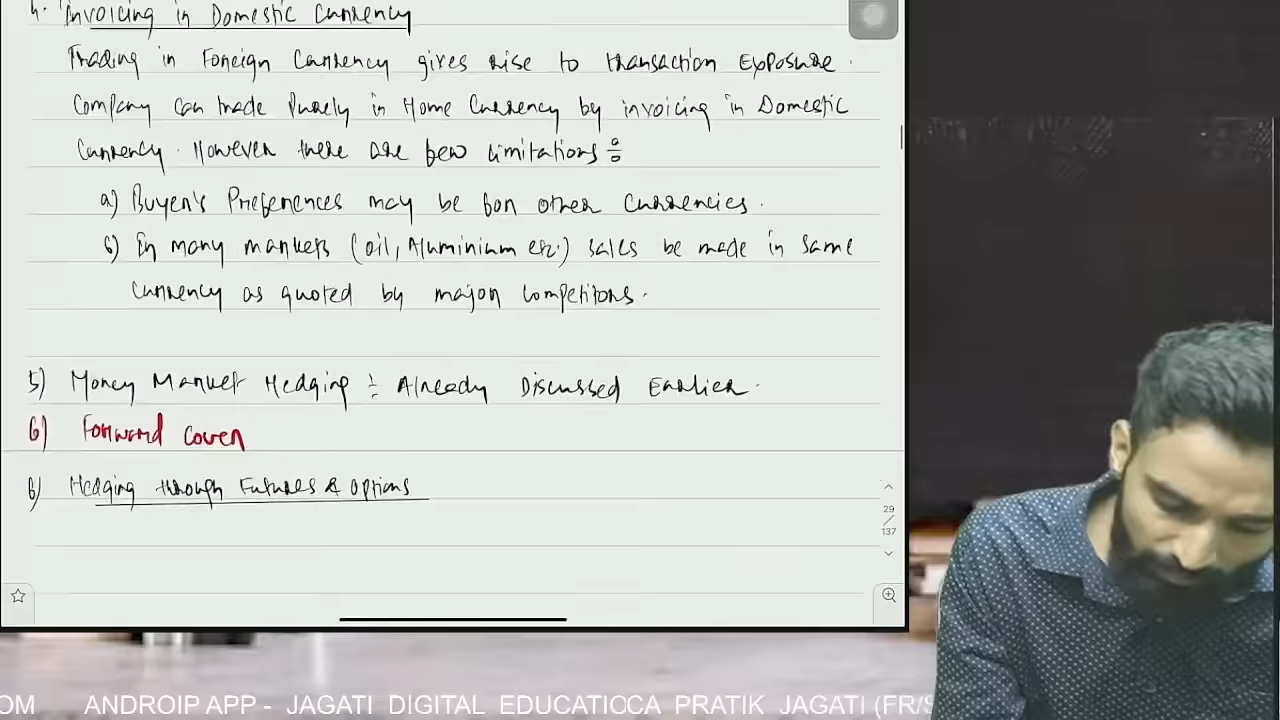 4. Invoicing in Domestic Currency
Trading in Foreign Currency gives rise to transaction Exposure.
Company can trade Purely in Home Currency by invoicing in Domestic
Currency. However there are few limitations :
a) Buyer's Preferences may be for other currencies.
b) In many markets (oil, Aluminium etc.) sales be made in same
currency as quoted by major competitors.
5) Money Market Hedging :- Already Discussed Earlier.
6) Forward Cover
6) Hedging through Futures & Options
29
/
137
OM ANDROIP APP - JAGATI DIGITAL EDUCATIOCA PRATIK JAGATI (FR/S